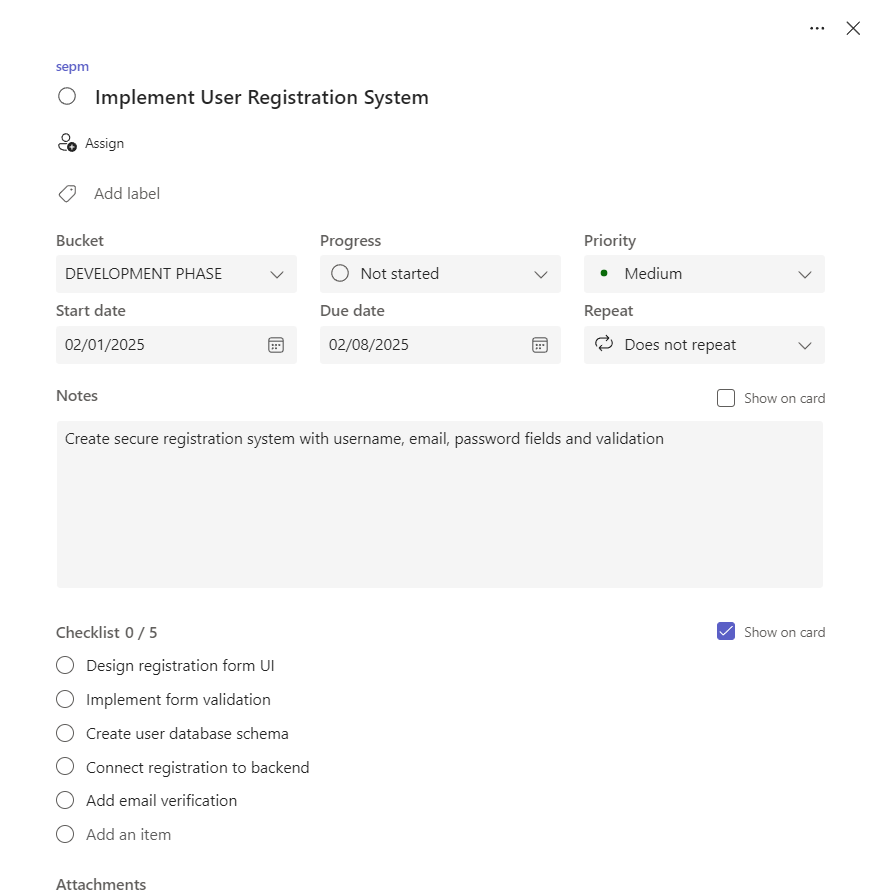 sepm
Implement User Registration System
Assign
Add label
Bucket Progress Priority
DEVELOPMENT PHASE Not started Medium
Start date Due date Repeat
02/01/2025 02/08/2025 Does not repeat
Notes Show on card
Create secure registration system with username, email, password fields and validation
Checklist 0 / 5 Show on card
Design registration form UI
Implement form validation
Create user database schema
Connect registration to backend
Add email verification
Add an item
Attachments